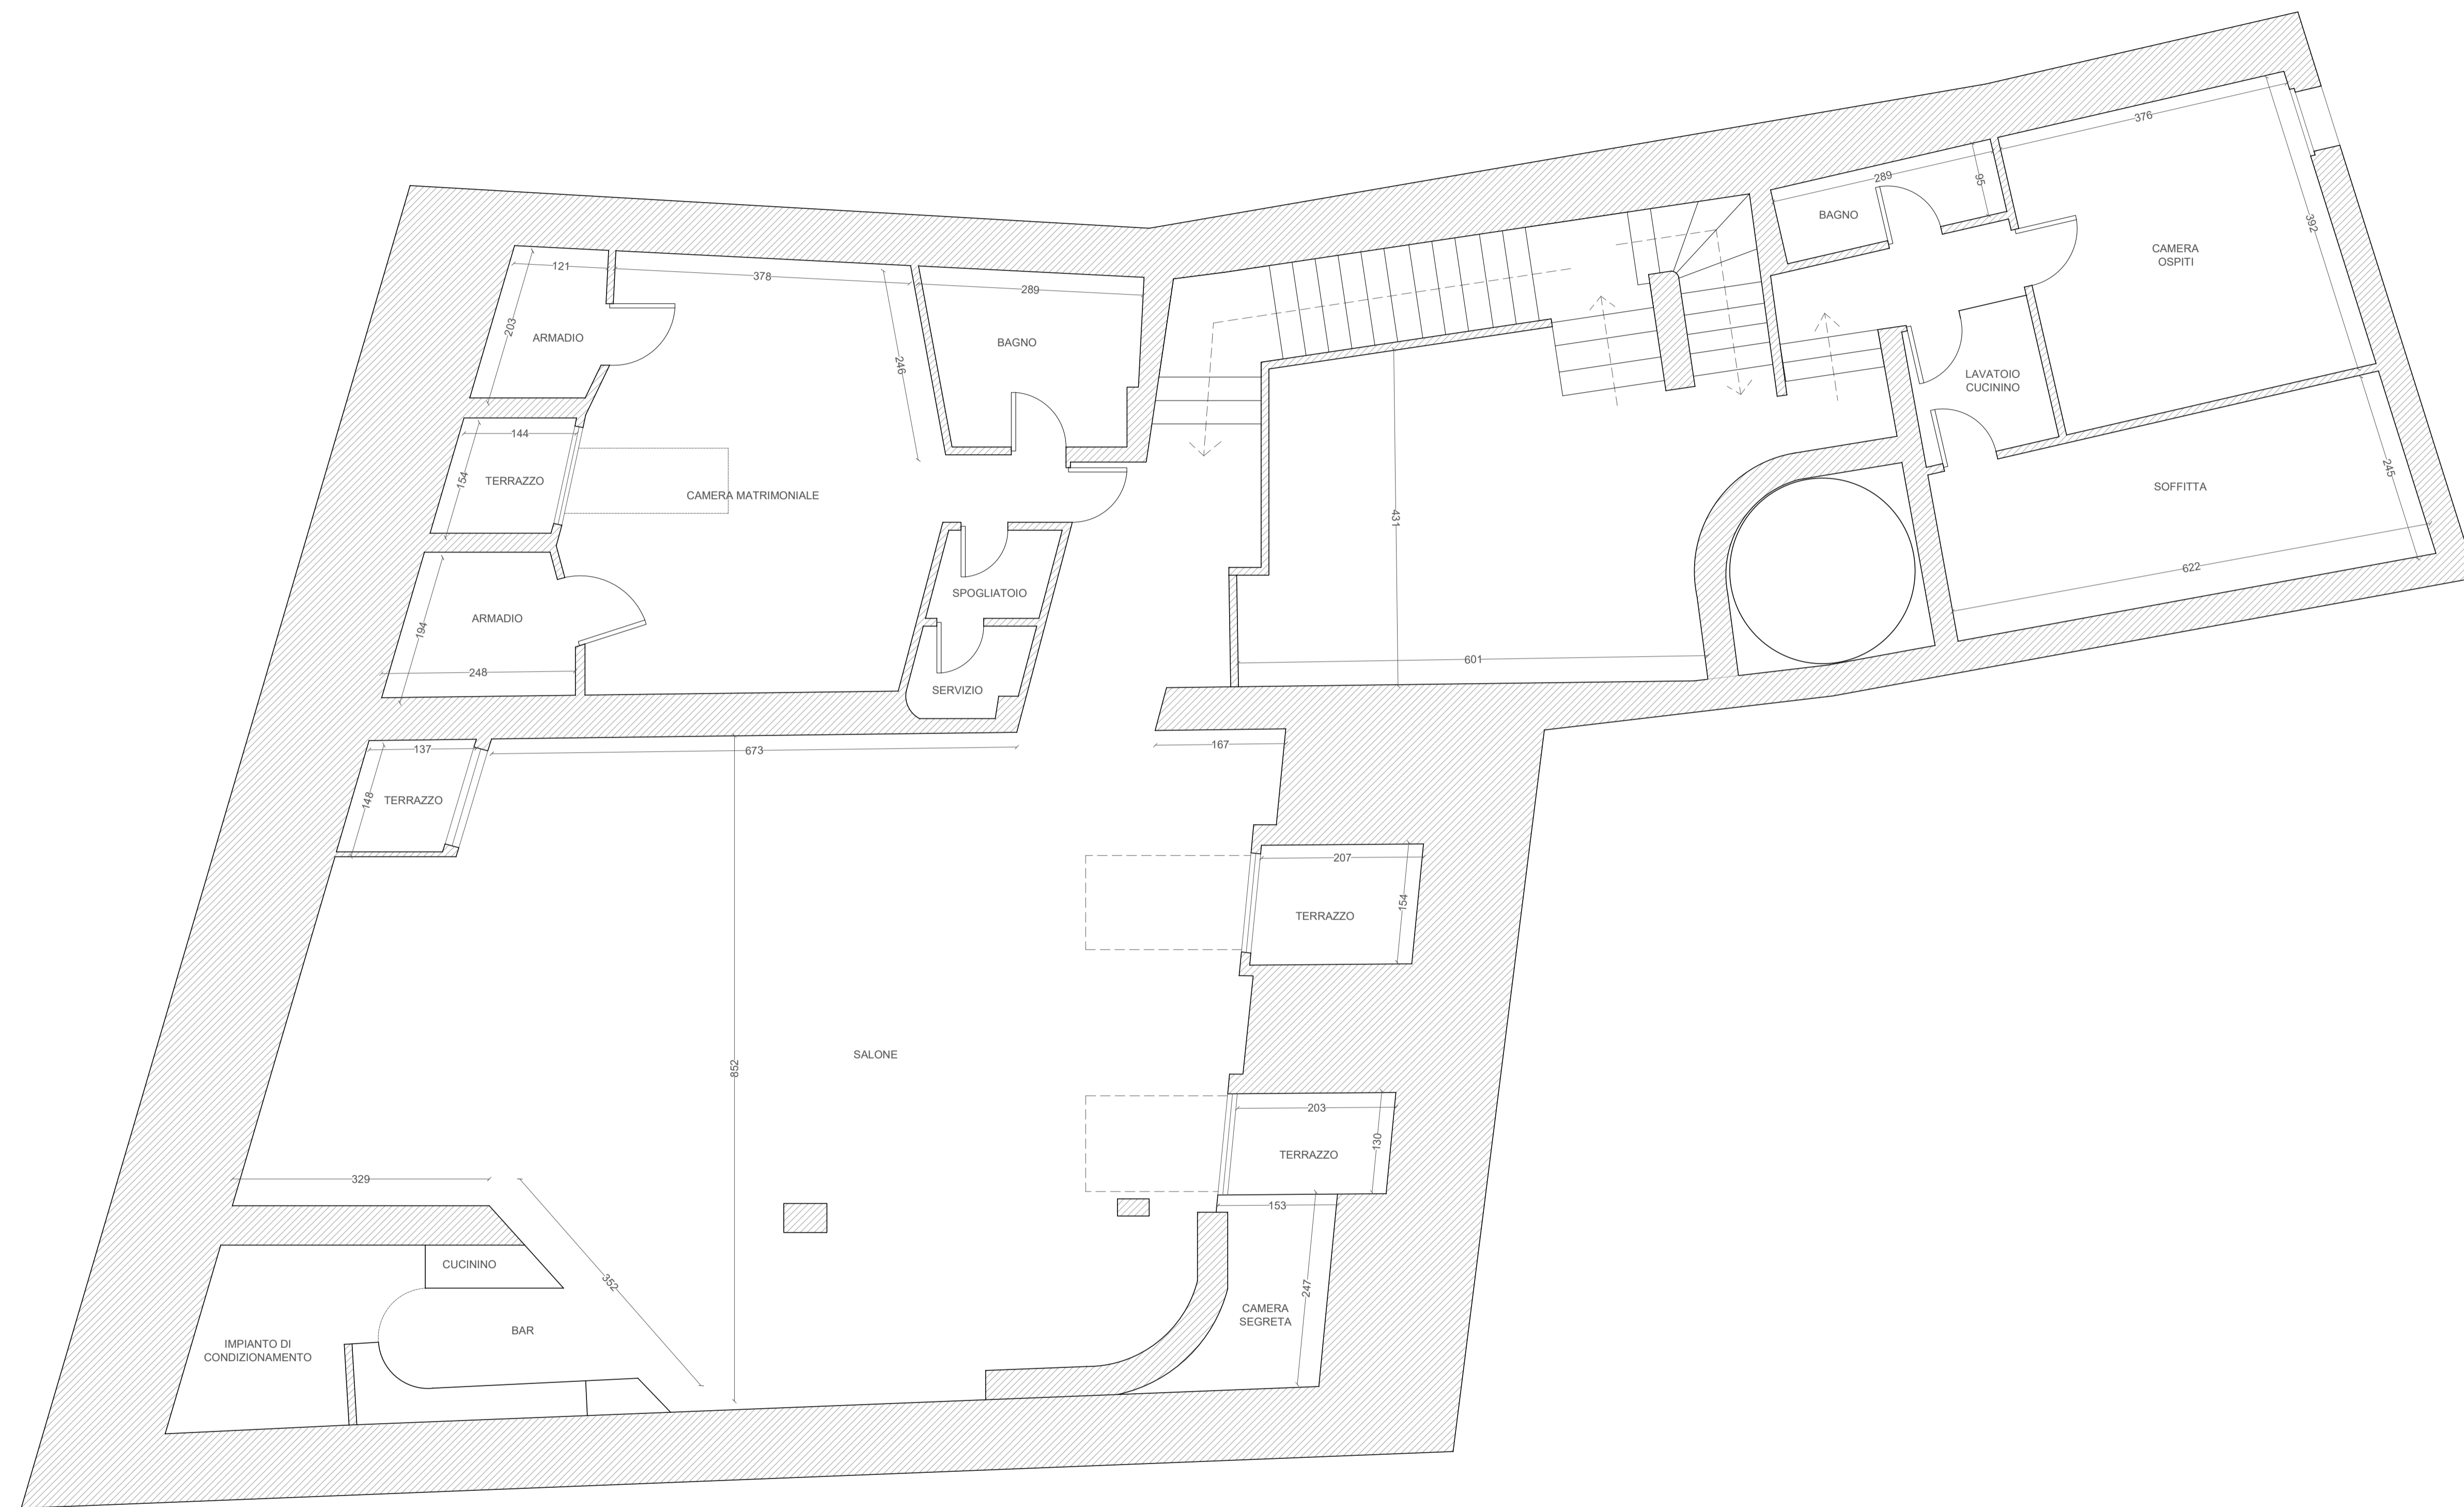 376
289
95
BAGNO
392
CAMERA
OSPITI
121
378
289
203
ARMADIO
246
BAGNO
LAVATOIO
CUCININO
144
154
TERRAZZO
CAMERA MATRIMONIALE
431
245
SOFFITTA
622
SPOGLIATOIO
194
ARMADIO
248
SERVIZIO
601
137
673
167
148
TERRAZZO
207
154
TERRAZZO
852
SALONE
203
130
TERRAZZO
329
153
CUCININO
352
247
CAMERA
SEGRETA
BAR
IMPIANTO DI
CONDIZIONAMENTO